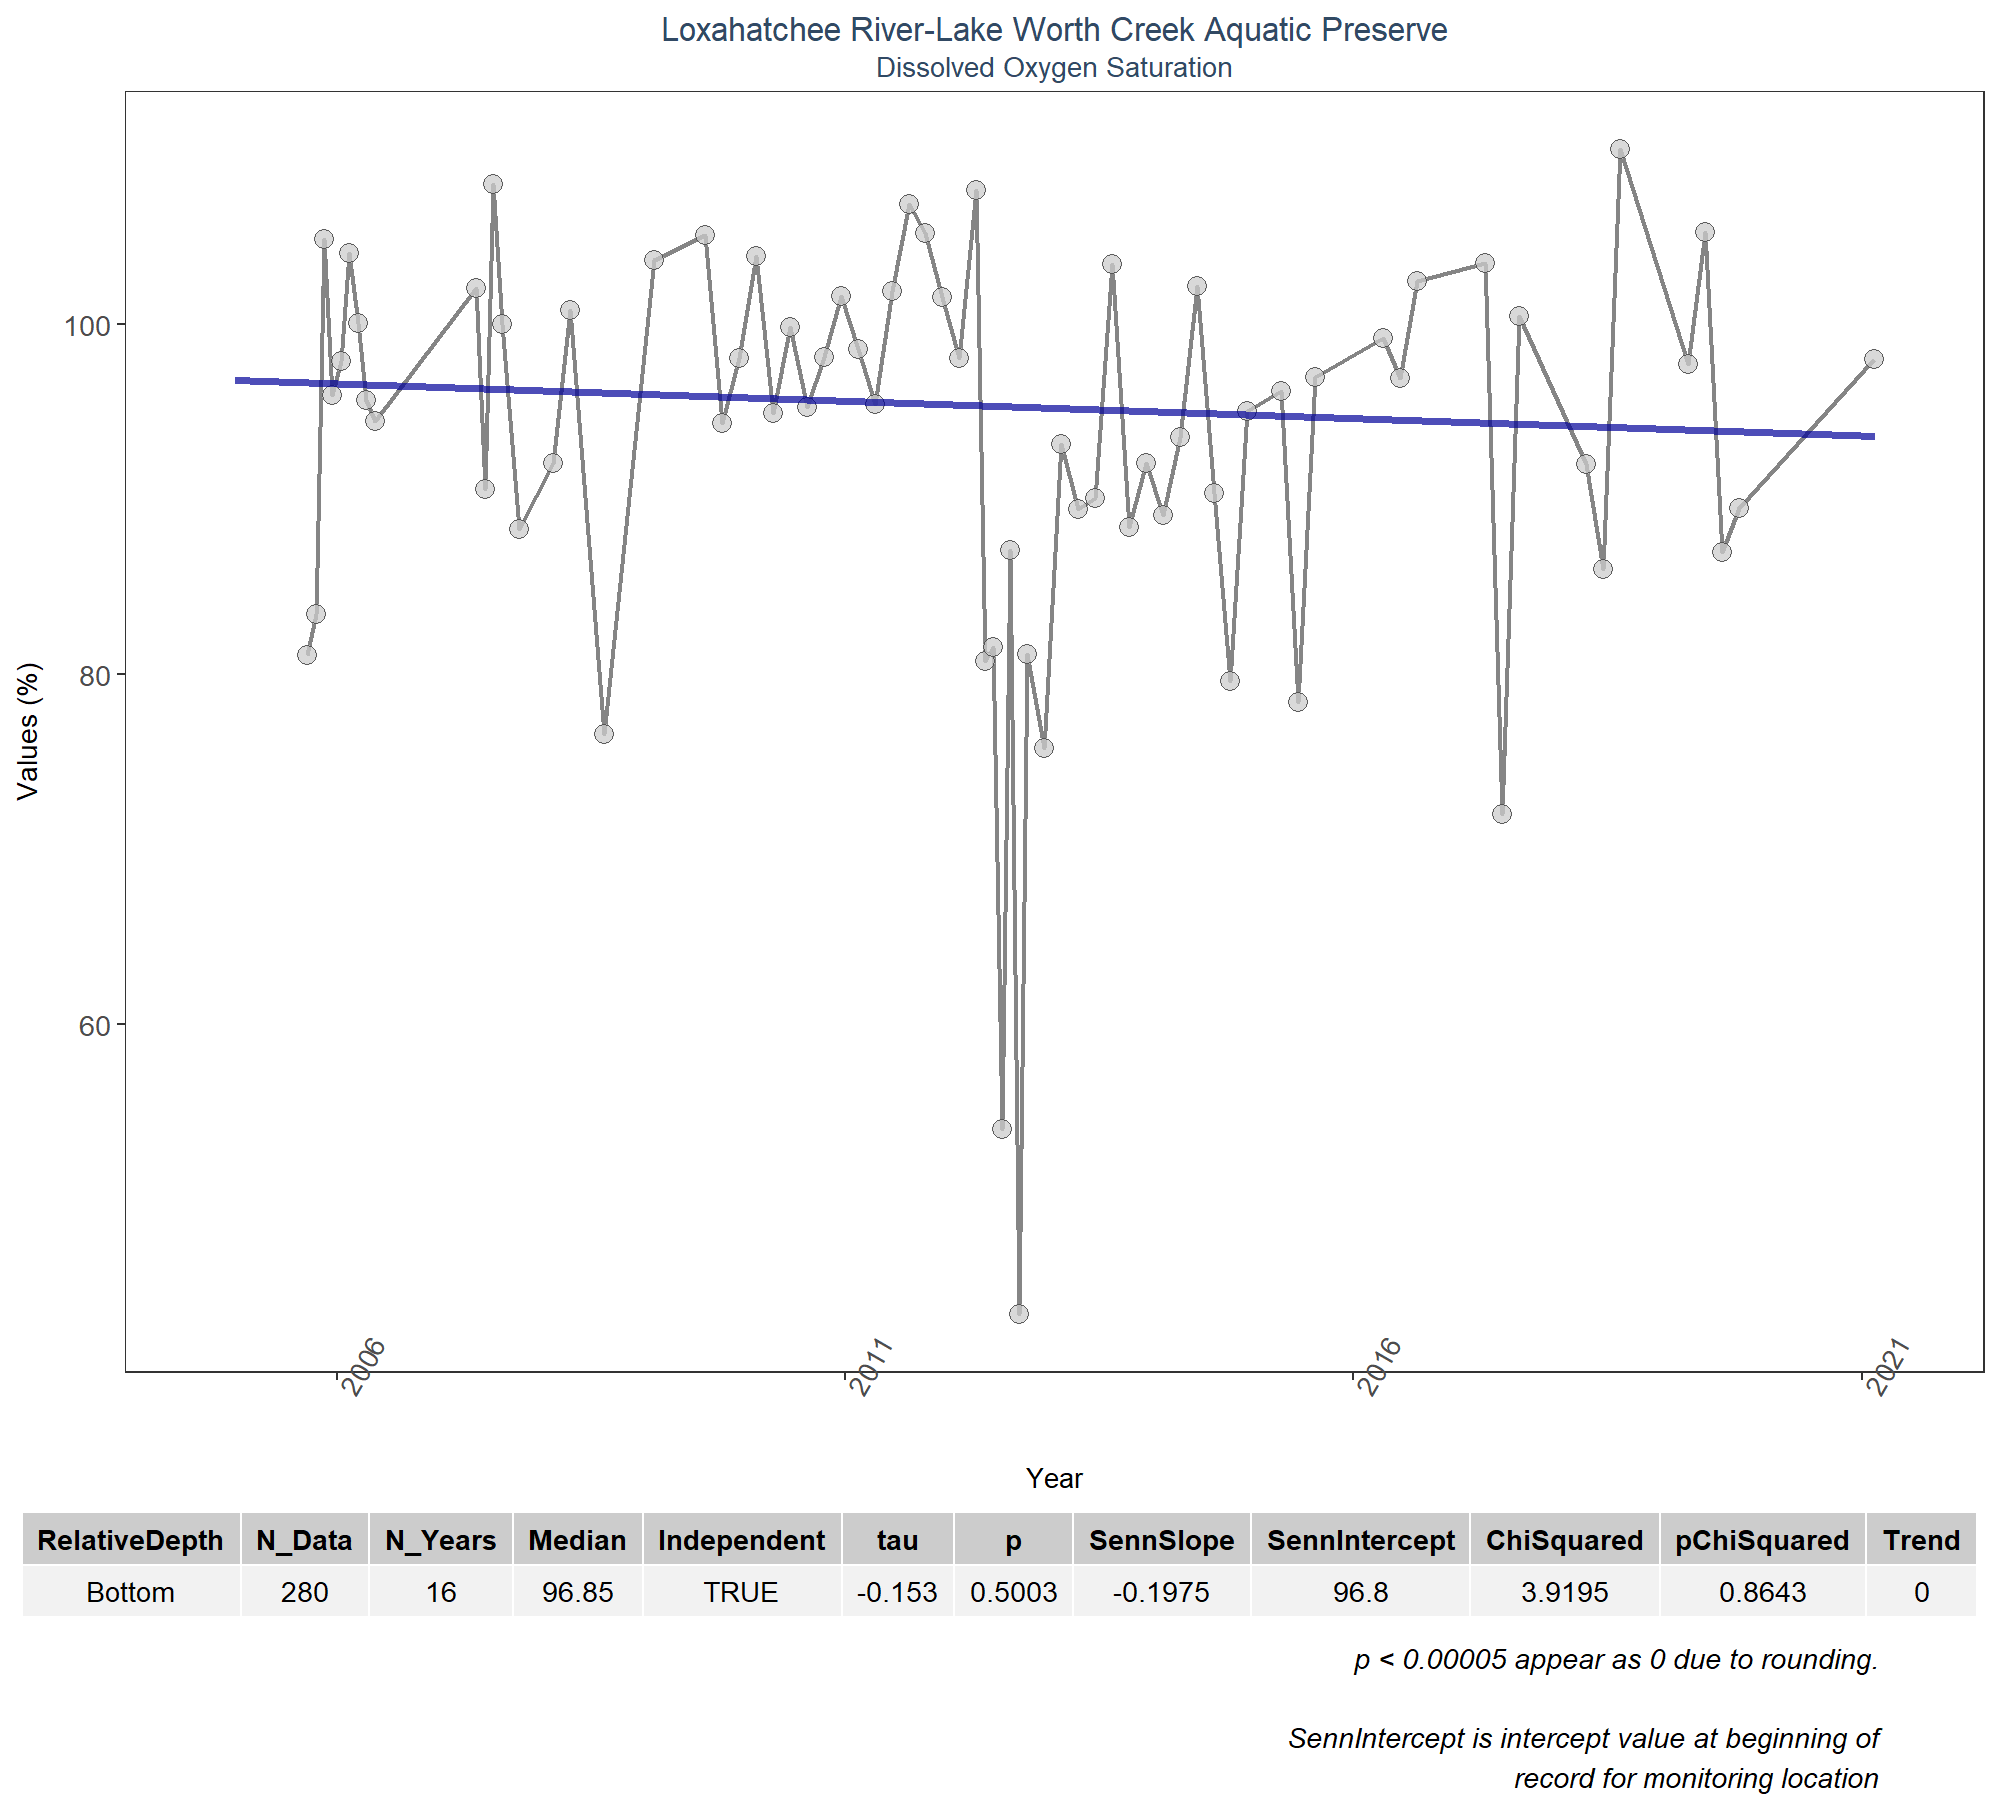 Loxahatchee River-Lake Worth Creek Aquatic Preserve
Dissolved Oxygen Saturation
Values (%)
100
80
60
2006
2011
2016
2021
Year
RelativeDepth N_Data N_Years Median Independent tau p SennSlope SennIntercept ChiSquared pChiSquared Trend
Bottom 280 16 96.85 TRUE -0.153 0.5003 -0.1975 96.8 3.9195 0.8643 0
p < 0.00005 appear as 0 due to rounding.
SennIntercept is intercept value at beginning of
record for monitoring location